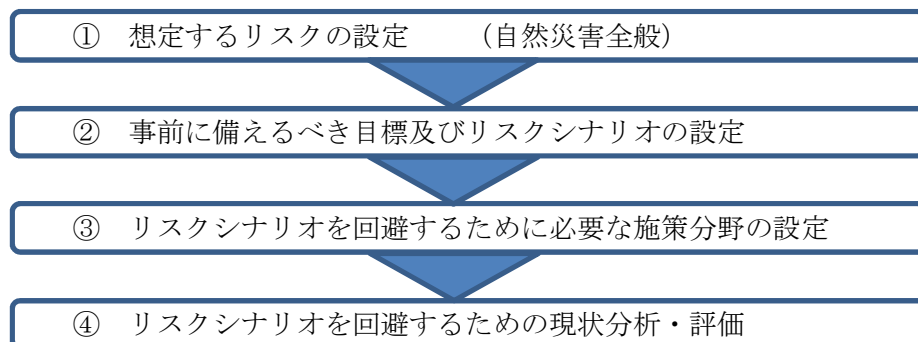 ① 想定するリスクの設定　　（自然災害全般）
② 事前に備えるべき目標及びリスクシナリオの設定
③ リスクシナリオを回避するために必要な施策分野の設定
④ リスクシナリオを回避するための現状分析・評価